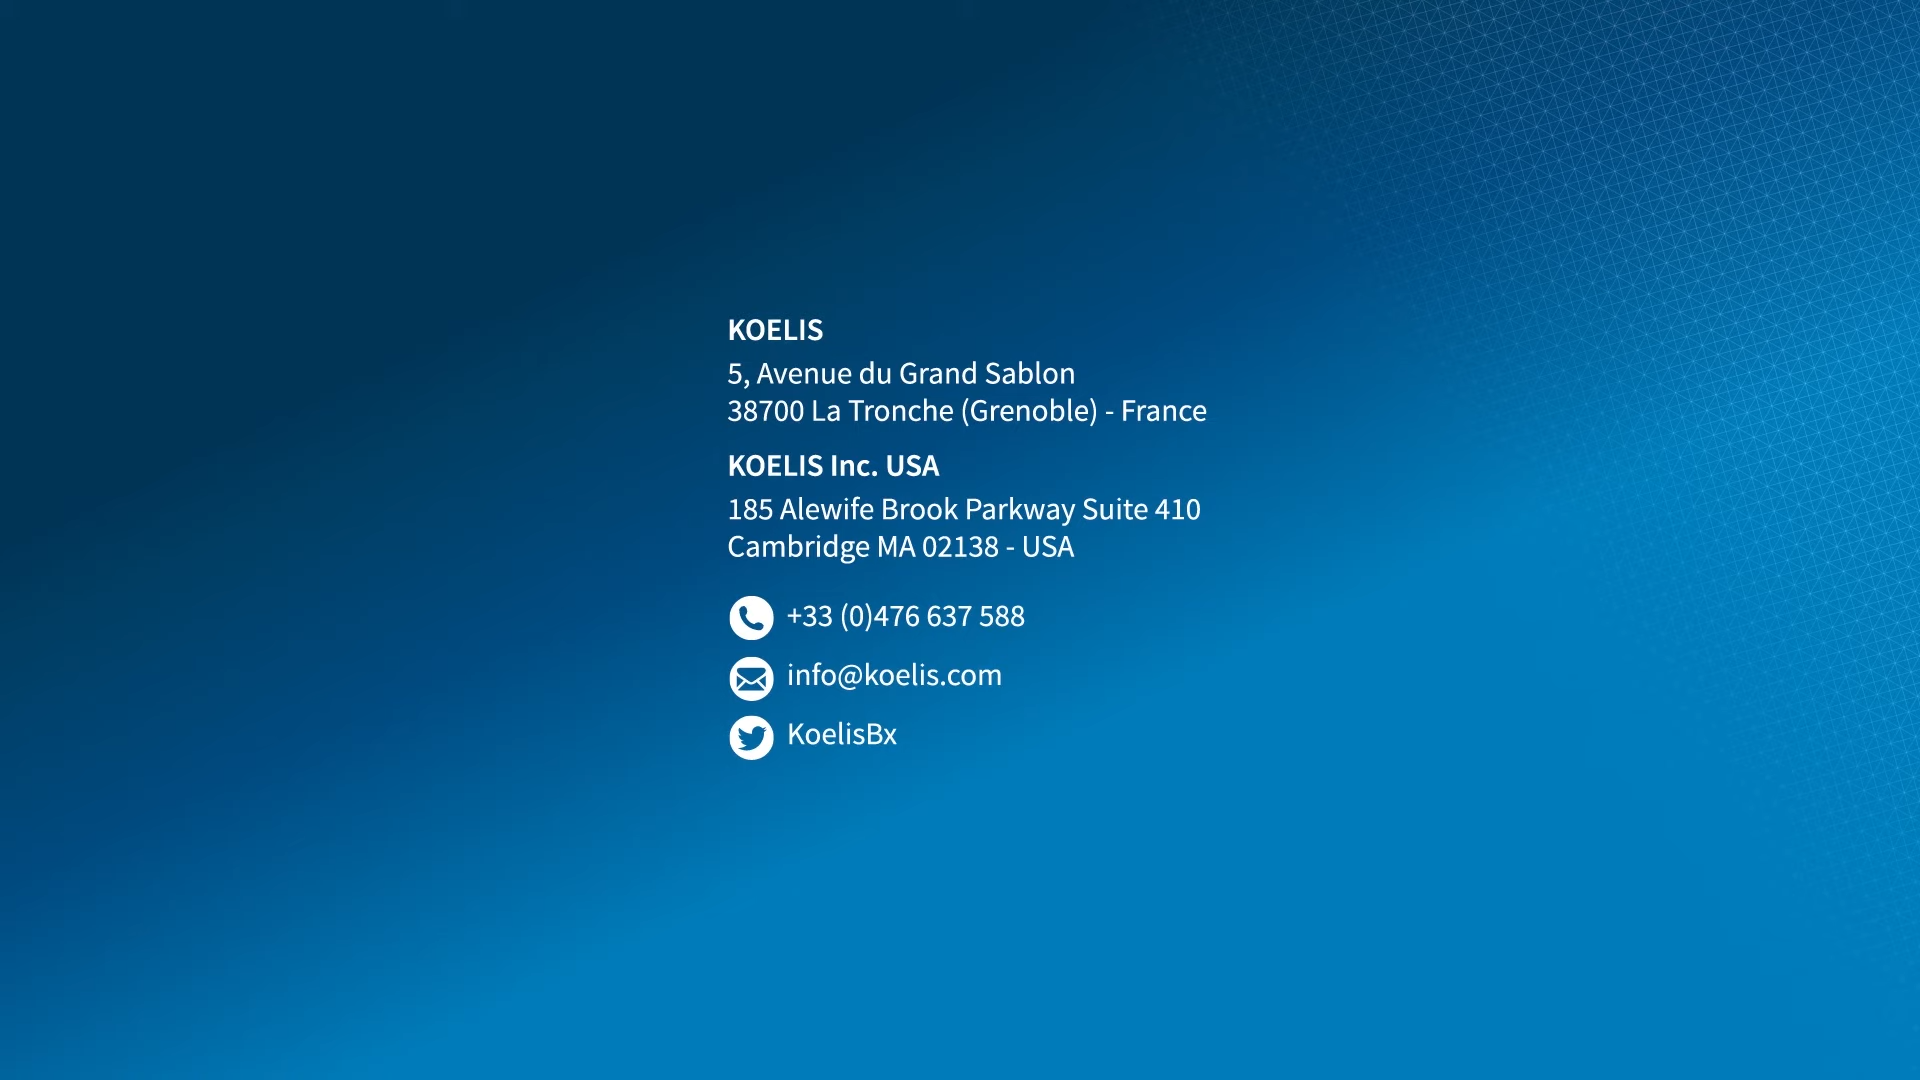 KOELIS
5, Avenue du Grand Sablon
38700 La Tronche (Grenoble) - France
KOELIS Inc. USA
185 Alewife Brook Parkway Suite 410
Cambridge MA 02138 - USA
+33 (0)476 637 588
info@koelis.com
KoelisBx